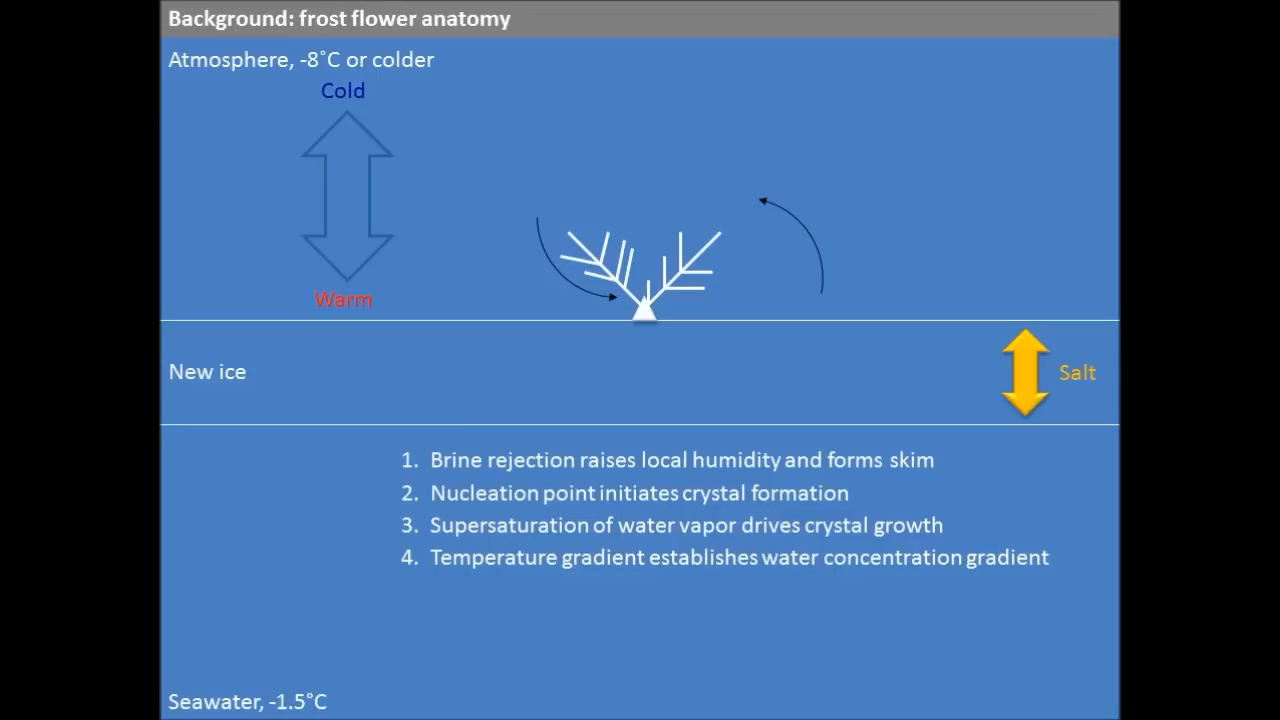 Background: frost flower anatomy
Atmosphere, -8˚C or colder
Cold
Warm
New ice
Salt
1. Brine rejection raises local humidity and forms skim
2. Nucleation point initiates crystal formation
3. Supersaturation of water vapor drives crystal growth
4. Temperature gradient establishes water concentration gradient
Seawater, -1.5°C